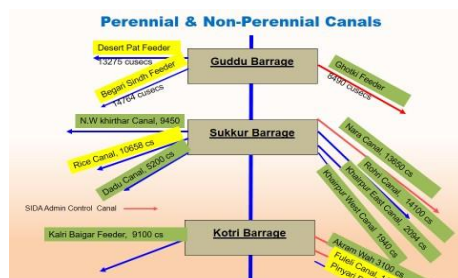 Perennial & Non-Perennial Canals
Desert Pat Feeder
13275 cusecs
Begari Sindh Feeder
14764 cusecs
Guddu Barrage
Ghotki Feeder
8490 cusecs
N.W khirthar Canal, 9450
Rice Canal, 10658 cs
Dadu Canal, 5200 cs
Sukkur Barrage
Nara Canal, 13650 cs
Rohri Canal, 14100 cs
Khairpur East Canal 2094 cs
Khairpur West Canal 1940 cs
SIDA Admin Control Canal
Kalri Baigar Feeder, 9100 cs
Kotri Barrage
Akram Wah 3100 cs
Fuleli Canal,
Pinyari